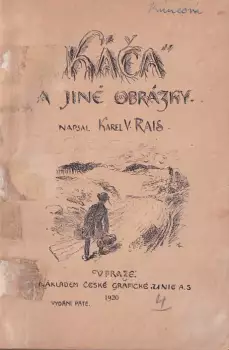 „KÁČA"
A JINÉ OBRÁZKY.
NAPSAL KAREL V. RAIS.
V PRAZE.
NÁKLADEM ČESKÉ GRAFICKÉ UNIE A.S
1920
VYDÁNÍ PÁTÉ.